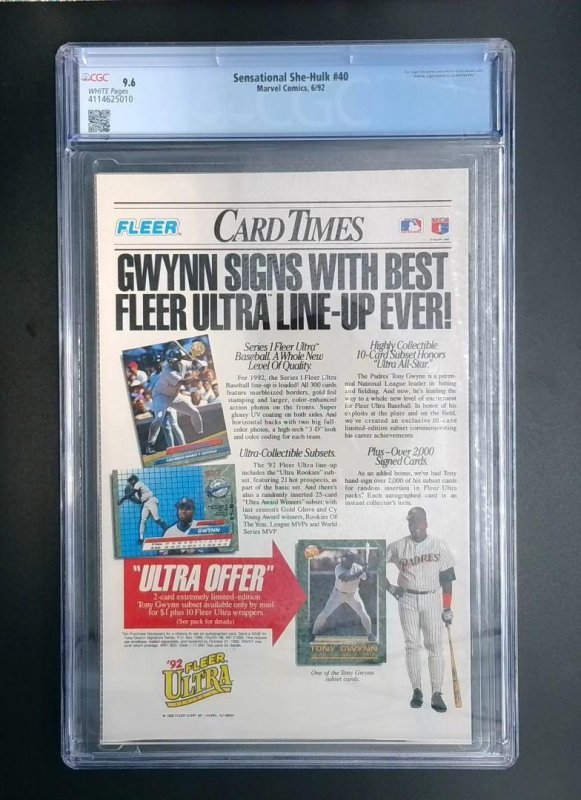 CGC
9.6
WHITE Pages
4114625010
Sensational She-Hulk #40
Marvel Comics, 6/92
FLEER
CARD TIMES
GWYNN SIGNS WITH BEST
FLEER ULTRA™ LINE-UP EVER!
Series I Fleer Ultra™
Baseball. A Whole New
Level Of Quality.
For 1992, the Series I Fleer Ultra
Baseball line-up is loaded! All 300 cards
feature marbleized borders, gold foil
stamping and larger, color-enhanced
action photos on the fronts. Super
glossy UV coating on both sides. And
horizontal backs with two big full-
color photos, a high-tech "3-D" look
and color coding for each team.
Ultra-Collectible Subsets.
The '92 Fleer Ultra line-up
includes the "Ultra Rookies" sub-
set, featuring 21 hot prospects, as
part of the basic set. And there's
also a randomly inserted 25-card
"Ultra Award Winners" subset, with
last season's Gold Glove and Cy
Young Award winners, Rookies Of
The Year, League MVPs and World
Series MVP.
Highly Collectible
10-Card Subset Honors
"Ultra All-Star."
The Padres' Tony Gwynn is a peren-
nial National League leader in hitting
and fielding. And now, he's leading the
way to a whole new level of excitement
for Fleer Ultra Baseball. In honor of his
exploits at the plate and on the field,
we've created an exclusive 10-card
limited-edition subset commemorating
his career achievements.
Plus–Over 2,000
Signed Cards.
As an added bonus, we've had Tony
hand-sign over 2,000 of his subset cards
for random insertion in Fleer Ultra
packs.* Each autographed card is an
instant collector's item.
GWYNN
"ULTRA OFFER"
2-card extremely limited-edition
Tony Gwynn subset available only by mail
for $1 plus 10 Fleer Ultra wrappers.
(See pack for details)
TONY GWYNN
PADRES
One of the Tony Gwynn
subset cards.
'92 FLEER
ULTRA